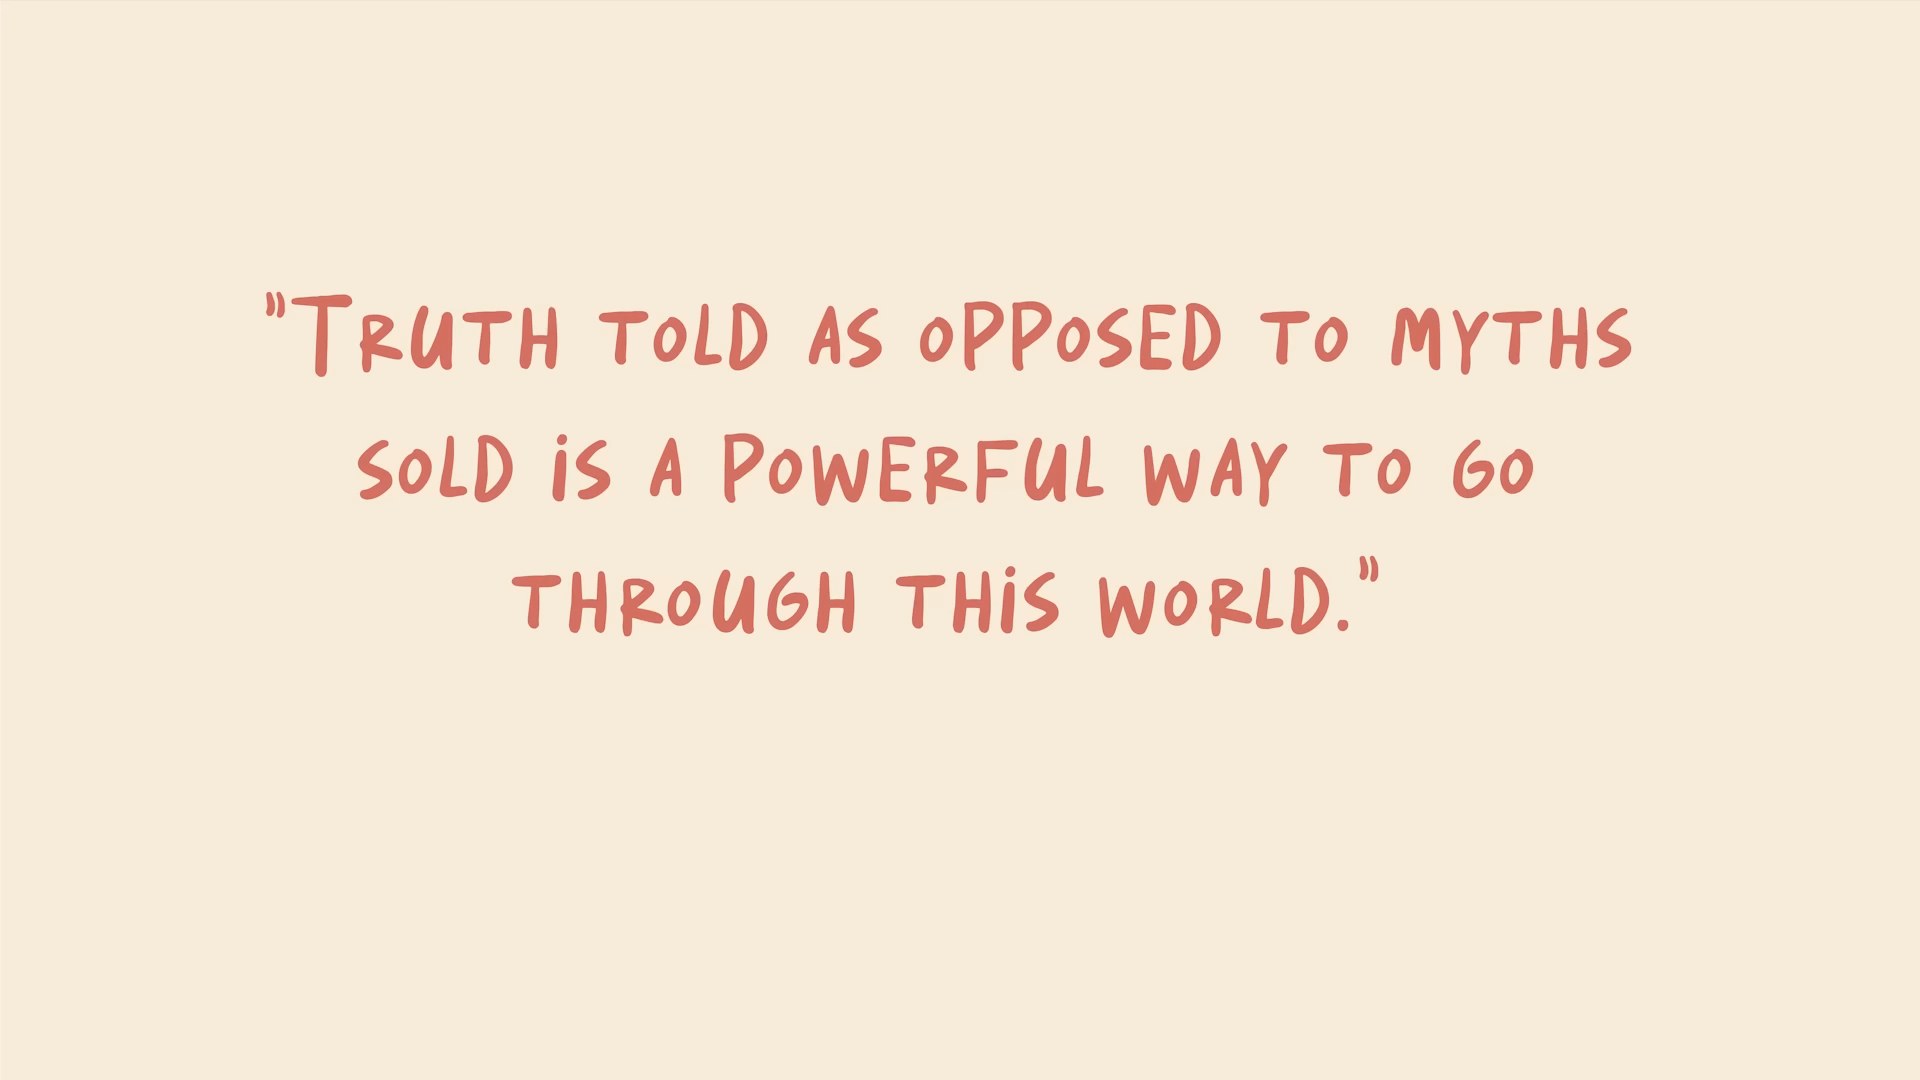 "Truth told as opposed to myths
sold is a powerful way to go
through this world."